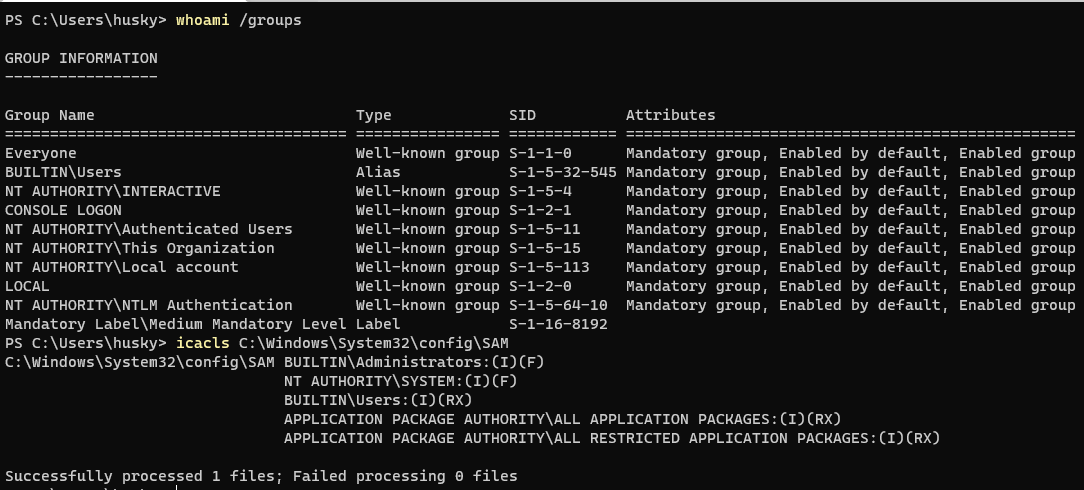 PS C:\Users\husky> whoami /groups
GROUP INFORMATION
-----------------
Group Name                            Type             SID          Attributes
===================================== ================ ============ ==================================================
Everyone                              Well-known group S-1-1-0      Mandatory group, Enabled by default, Enabled group
BUILTIN\Users                         Alias            S-1-5-32-545 Mandatory group, Enabled by default, Enabled group
NT AUTHORITY\INTERACTIVE              Well-known group S-1-5-4      Mandatory group, Enabled by default, Enabled group
CONSOLE LOGON                         Well-known group S-1-2-1      Mandatory group, Enabled by default, Enabled group
NT AUTHORITY\Authenticated Users      Well-known group S-1-5-11     Mandatory group, Enabled by default, Enabled group
NT AUTHORITY\This Organization        Well-known group S-1-5-15     Mandatory group, Enabled by default, Enabled group
NT AUTHORITY\Local account            Well-known group S-1-5-113    Mandatory group, Enabled by default, Enabled group
LOCAL                                 Well-known group S-1-2-0      Mandatory group, Enabled by default, Enabled group
NT AUTHORITY\NTLM Authentication      Well-known group S-1-5-64-10  Mandatory group, Enabled by default, Enabled group
Mandatory Label\Medium Mandatory Level Label            S-1-16-8192
PS C:\Users\husky> icacls C:\Windows\System32\config\SAM
C:\Windows\System32\config\SAM BUILTIN\Administrators:(I)(F)
                               NT AUTHORITY\SYSTEM:(I)(F)
                               BUILTIN\Users:(I)(RX)
                               APPLICATION PACKAGE AUTHORITY\ALL APPLICATION PACKAGES:(I)(RX)
                               APPLICATION PACKAGE AUTHORITY\ALL RESTRICTED APPLICATION PACKAGES:(I)(RX)
Successfully processed 1 files; Failed processing 0 files